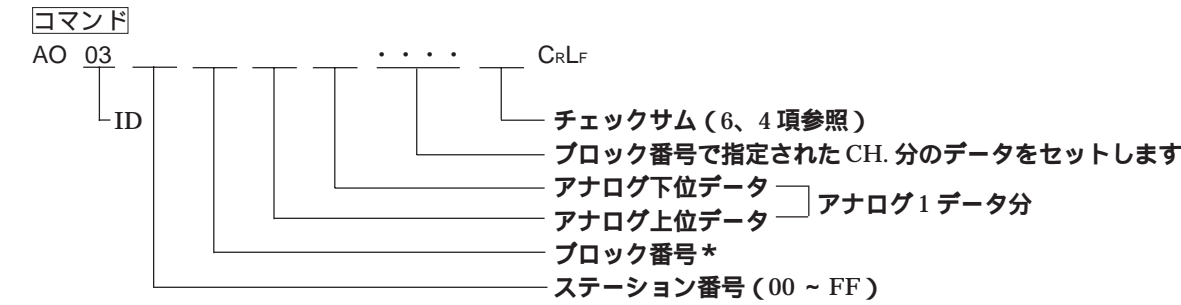 コマンド
AO 03 ・・・・ CRLF
ID
チェックサム ( 6、4 項参照 )
ブロック番号で指定された CH. 分のデータをセットします
アナログ下位データ
アナログ 1 データ分
アナログ上位データ
ブロック番号*
ステーション番号 ( 00 ~ FF )